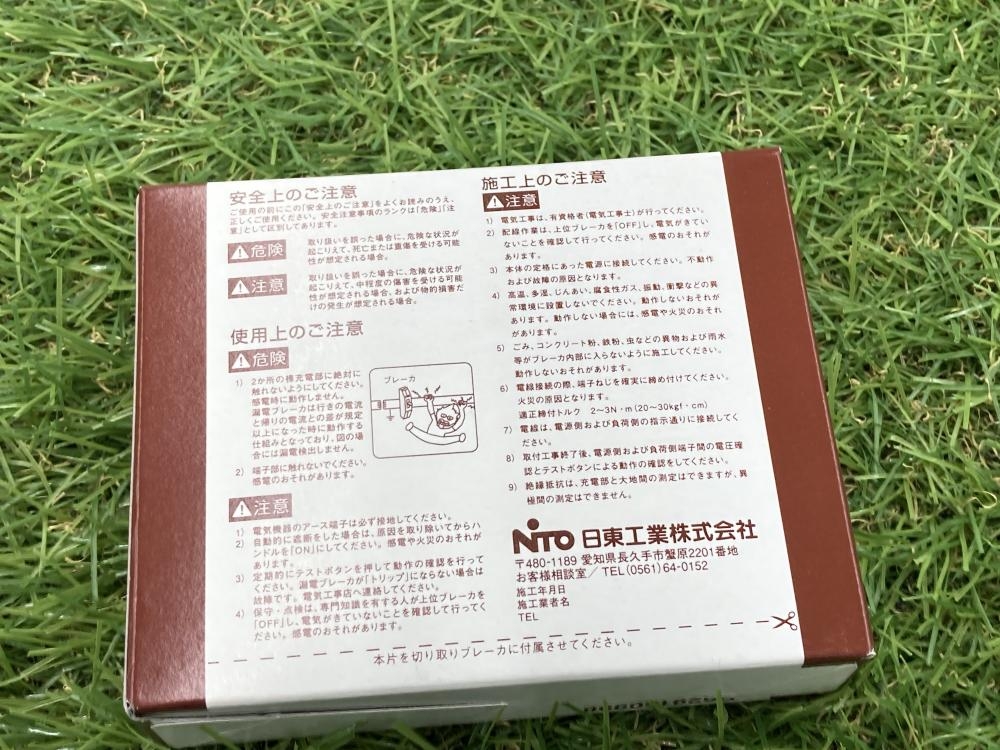 安全上のご注意
ご使用の前にこの「安全上のご注意」をよくお読みのうえ、
正しくご使用ください。安全注意事項のランクは「危険」「注
意」として区別してあります。
危険
取り扱いを誤った場合に、危険な状況が
起こりえて、死亡または重傷を受ける可能
性が想定される場合。
注意
取り扱いを誤った場合に、危険な状況が
起こりえて、中程度の傷害を受ける可能
性が想定される場合、および物的損害だ
けの発生が想定される場合。
使用上のご注意
危険
1) 2か所の裸充電部に絶対に
触れないようにしてください。
感電時に動作しません。
漏電ブレーカは行きの電流
と帰りの電流との差が規定
以上になった時に動作する
仕組みとなっており、図の場
合には漏電検出しません。
ブレーカ
2) 端子部に触れないでください。
感電のおそれがあります。
注意
1) 電気機器のアース端子は必ず接地してください。
2) 自動的に遮断をした場合は、原因を取り除いてからハ
ンドルを「ON」にしてください。感電や火災のおそれが
あります。
3) 定期的にテストボタンを押して動作の確認を行って
ください。漏電ブレーカが「トリップ」にならない場合は
故障です。電気工事店へ連絡してください。
4) 保守・点検は、専門知識を有する人が上位ブレーカを
「OFF」し、電気がきていないことを確認して行ってく
ださい。感電のおそれがあります。
施工上のご注意
注意
1) 電気工事は、有資格者(電気工事士)が行ってください。
2) 配線作業は、上位ブレーカを「OFF」し、電気がきてい
ないことを確認して行ってください。感電のおそれが
あります。
3) 本体の定格にあった電源に接続してください。不動作
および故障の原因となります。
4) 高温、多湿、じんあい、腐食性ガス、振動、衝撃などの異
常環境に設置しないでください。動作しないおそれが
あります。動作しない場合には、感電や火災のおそれ
があります。
5) ごみ、コンクリート粉、鉄粉、虫などの異物および雨水
等がブレーカ内部に入らないように施工してください。
動作しないおそれがあります。
6) 電線接続の際、端子ねじを確実に締め付けてください。
火災の原因となります。
適正締付トルク 2〜3N・m(20〜30kgf・cm)
7) 電線は、電源側および負荷側の指示通りに接続してく
ださい。
8) 取付工事終了後、電源側および負荷側端子間の電圧確
認とテストボタンによる動作の確認をしてください。
9) 絶縁抵抗は、充電部と大地間の測定はできますが、異
極間の測定はできません。
NITO 日東工業株式会社
〒480-1189 愛知県長久手市蟹原2201番地
お客様相談室/TEL(0561)64-0152
施工年月日
施工業者名
TEL
本片を切り取りブレーカに付属させてください。